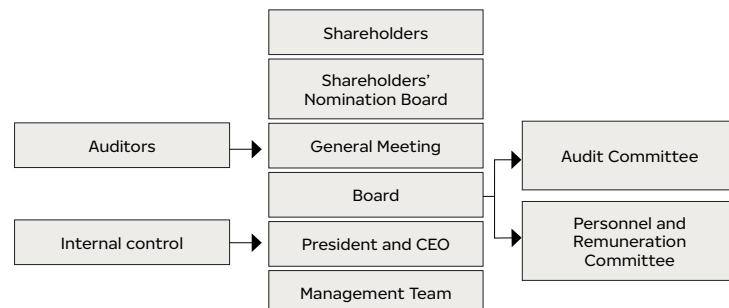 Shareholders
Shareholders’
Nomination Board
Auditors
General Meeting
Audit Committee
Board
Internal control
President and CEO
Personnel and
Remuneration
Committee
Management Team